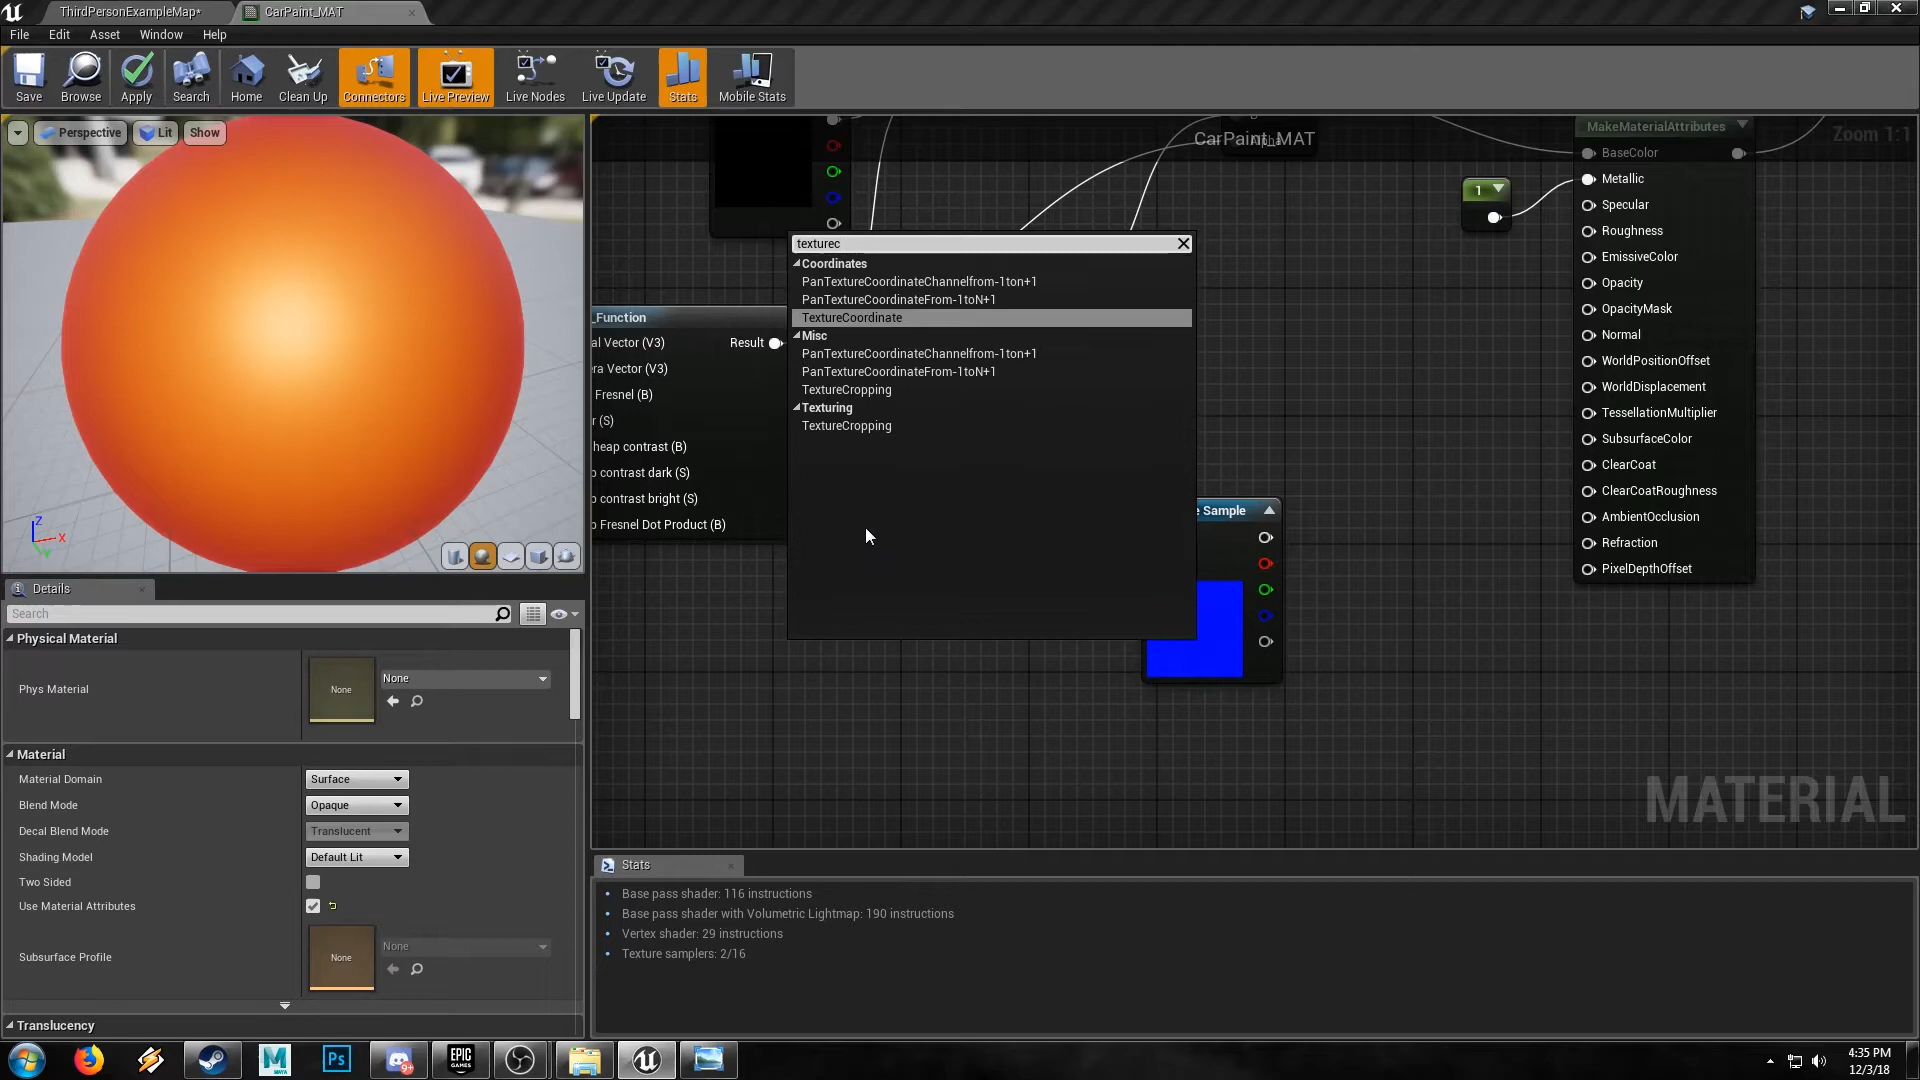 ThirdPersonExampleMap*
CarPaint_MAT
File
Edit
Asset
Window
Help
Save
Browse
Apply
Search
Home
Clean Up
Connectors
Live Preview
Live Nodes
Live Update
Stats
Mobile Stats
Perspective
Lit
Show
CarPaint_MAT
Alpha
Zoom 1:1
MakeMaterialAttributes
BaseColor
Metallic
Specular
Roughness
EmissiveColor
Opacity
OpacityMask
Normal
WorldPositionOffset
WorldDisplacement
TessellationMultiplier
SubsurfaceColor
ClearCoat
ClearCoatRoughness
AmbientOcclusion
Refraction
PixelDepthOffset
1
texturec
Coordinates
PanTextureCoordinateChannelfrom-1ton+1
PanTextureCoordinateFrom-1toN+1
TextureCoordinate
Misc
PanTextureCoordinateChannelfrom-1ton+1
PanTextureCoordinateFrom-1toN+1
TextureCropping
Texturing
TextureCropping
_Function
al Vector (V3)
Result
era Vector (V3)
Fresnel (B)
r (S)
heap contrast (B)
p contrast dark (S)
p contrast bright (S)
p Fresnel Dot Product (B)
e Sample
Z
X
Y
Details
Search
Physical Material
Phys Material
None
None
Material
Material Domain
Surface
Blend Mode
Opaque
Decal Blend Mode
Translucent
Shading Model
Default Lit
Two Sided
Use Material Attributes
Subsurface Profile
None
None
Translucency
MATERIAL
Stats
Base pass shader: 116 instructions
Base pass shader with Volumetric Lightmap: 190 instructions
Vertex shader: 29 instructions
Texture samplers: 2/16
M
MAYA
Ps
9+
EPIC
GAMES
4:35 PM
12/3/18